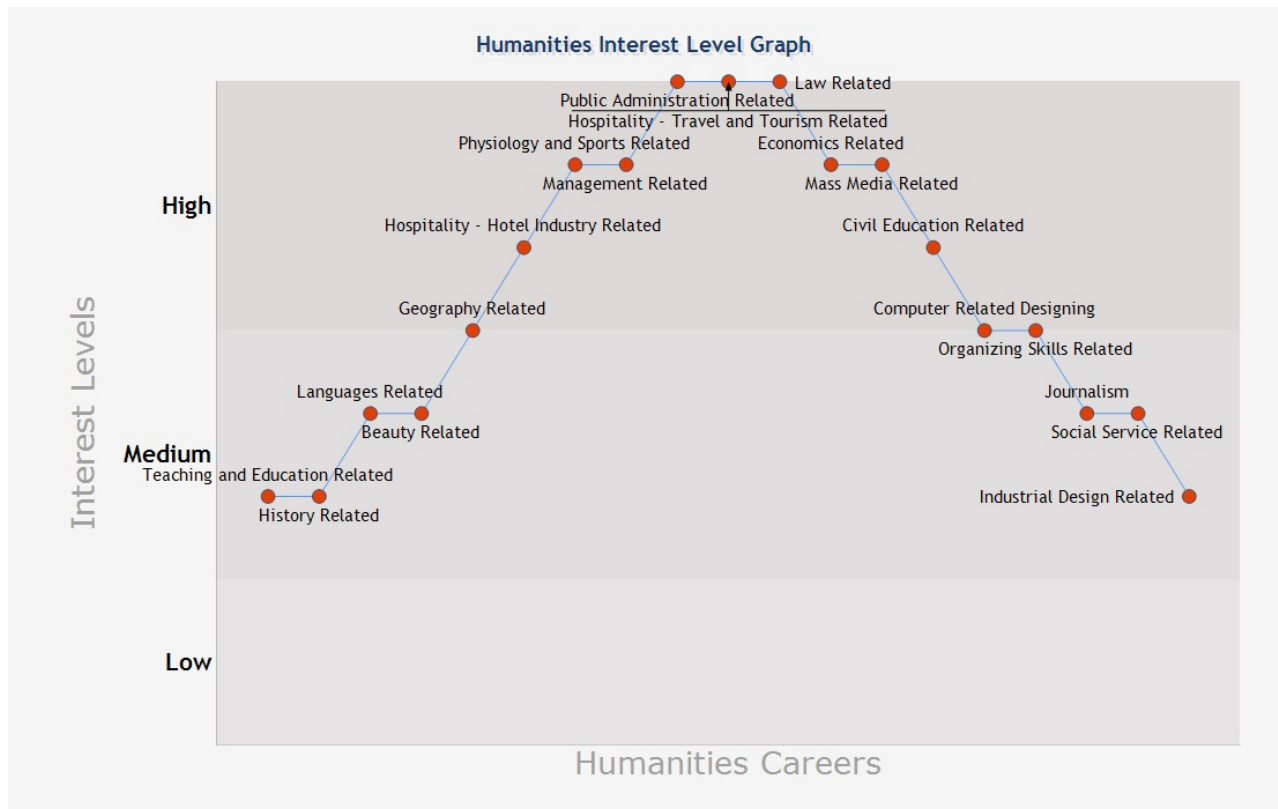 Humanities Interest Level Graph
Law Related
Public Administration Related
Hospitality - Travel and Tourism Related
Physiology and Sports Related
Economics Related
Management Related
Mass Media Related
High
Hospitality - Hotel Industry Related
Civil Education Related
Geography Related
Computer Related Designing
Organizing Skills Related
Interest Levels
Languages Related
Journalism
Beauty Related
Social Service Related
Medium
Teaching and Education Related
Industrial Design Related
History Related
Low
Humanities Careers